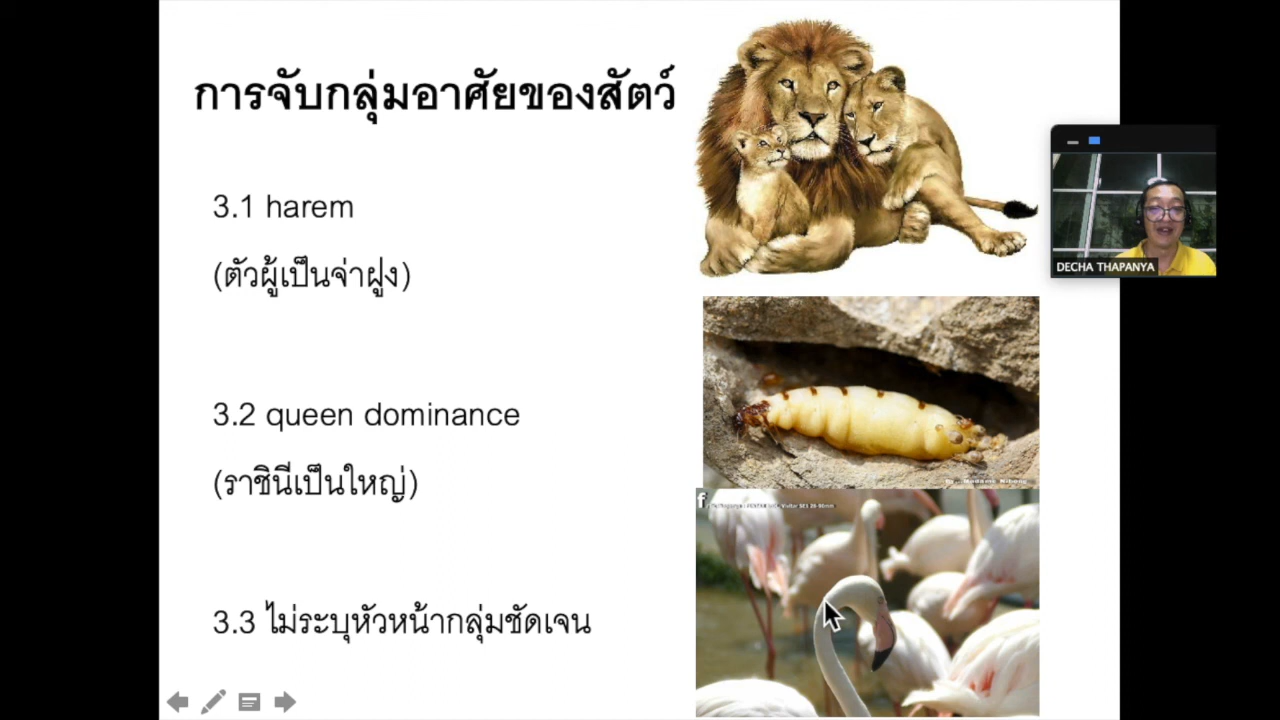 การจับกลุ่มอาศัยของสัตว์
3.1 harem
(ตัวผู้เป็นจ่าฝูง)
3.2 queen dominance
(ราชินีเป็นใหญ่)
3.3 ไม่ระบุหัวหน้ากลุ่มชัดเจน
DECHA THAPANYA
f